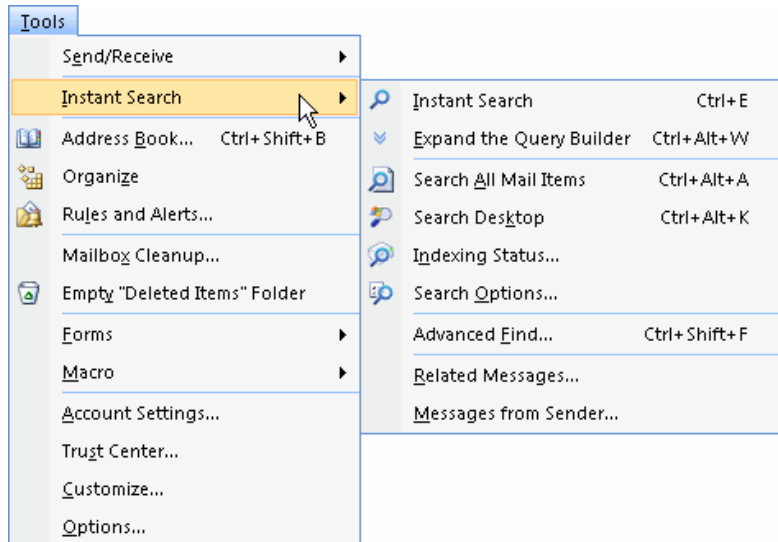 Tools
Send/Receive
Instant Search
Address Book... Ctrl+Shift+B
Organize
Rules and Alerts...
Mailbox Cleanup...
Empty "Deleted Items" Folder
Forms
Macro
Account Settings...
Trust Center...
Customize...
Options...
Instant Search Ctrl+E
Expand the Query Builder Ctrl+Alt+W
Search All Mail Items Ctrl+Alt+A
Search Desktop Ctrl+Alt+K
Indexing Status...
Search Options...
Advanced Find... Ctrl+Shift+F
Related Messages...
Messages from Sender...